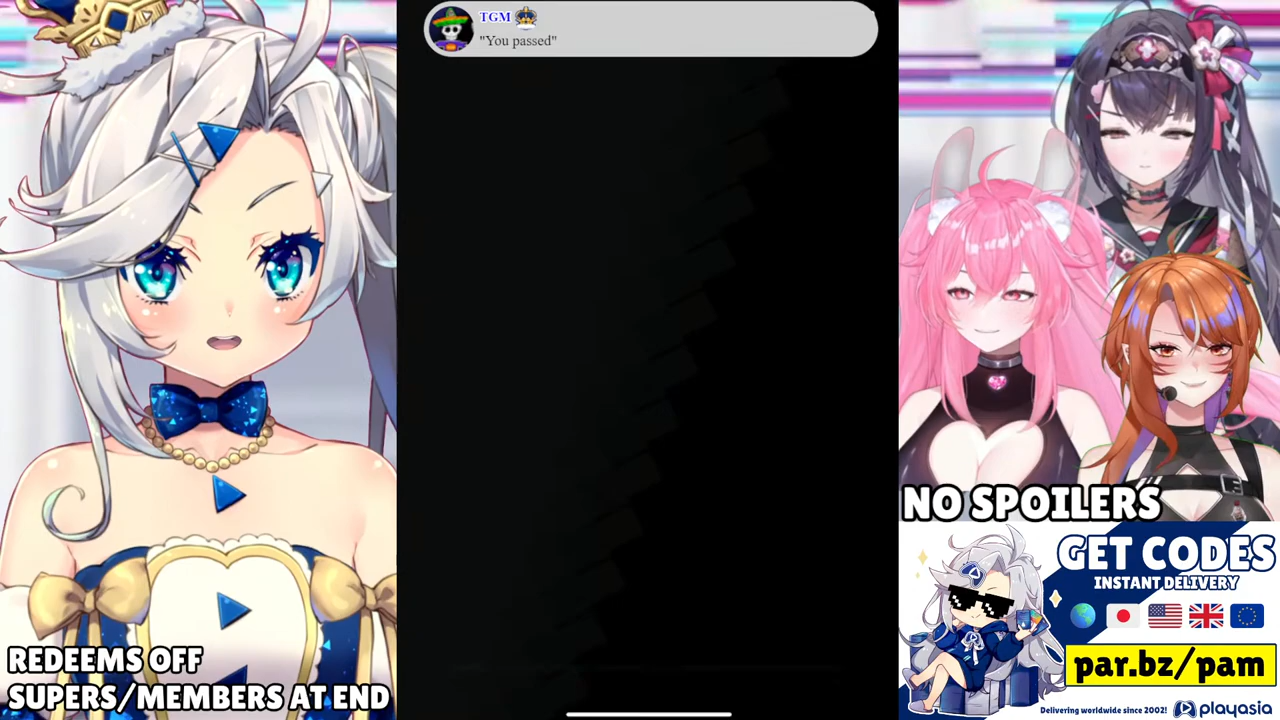 TGM
"You passed"
REDEEMS OFF
SUPERS/MEMBERS AT END
NO SPOILERS
GET CODES
INSTANT DELIVERY
par.bz/pam
Delivering worldwide since 2002!
playasia